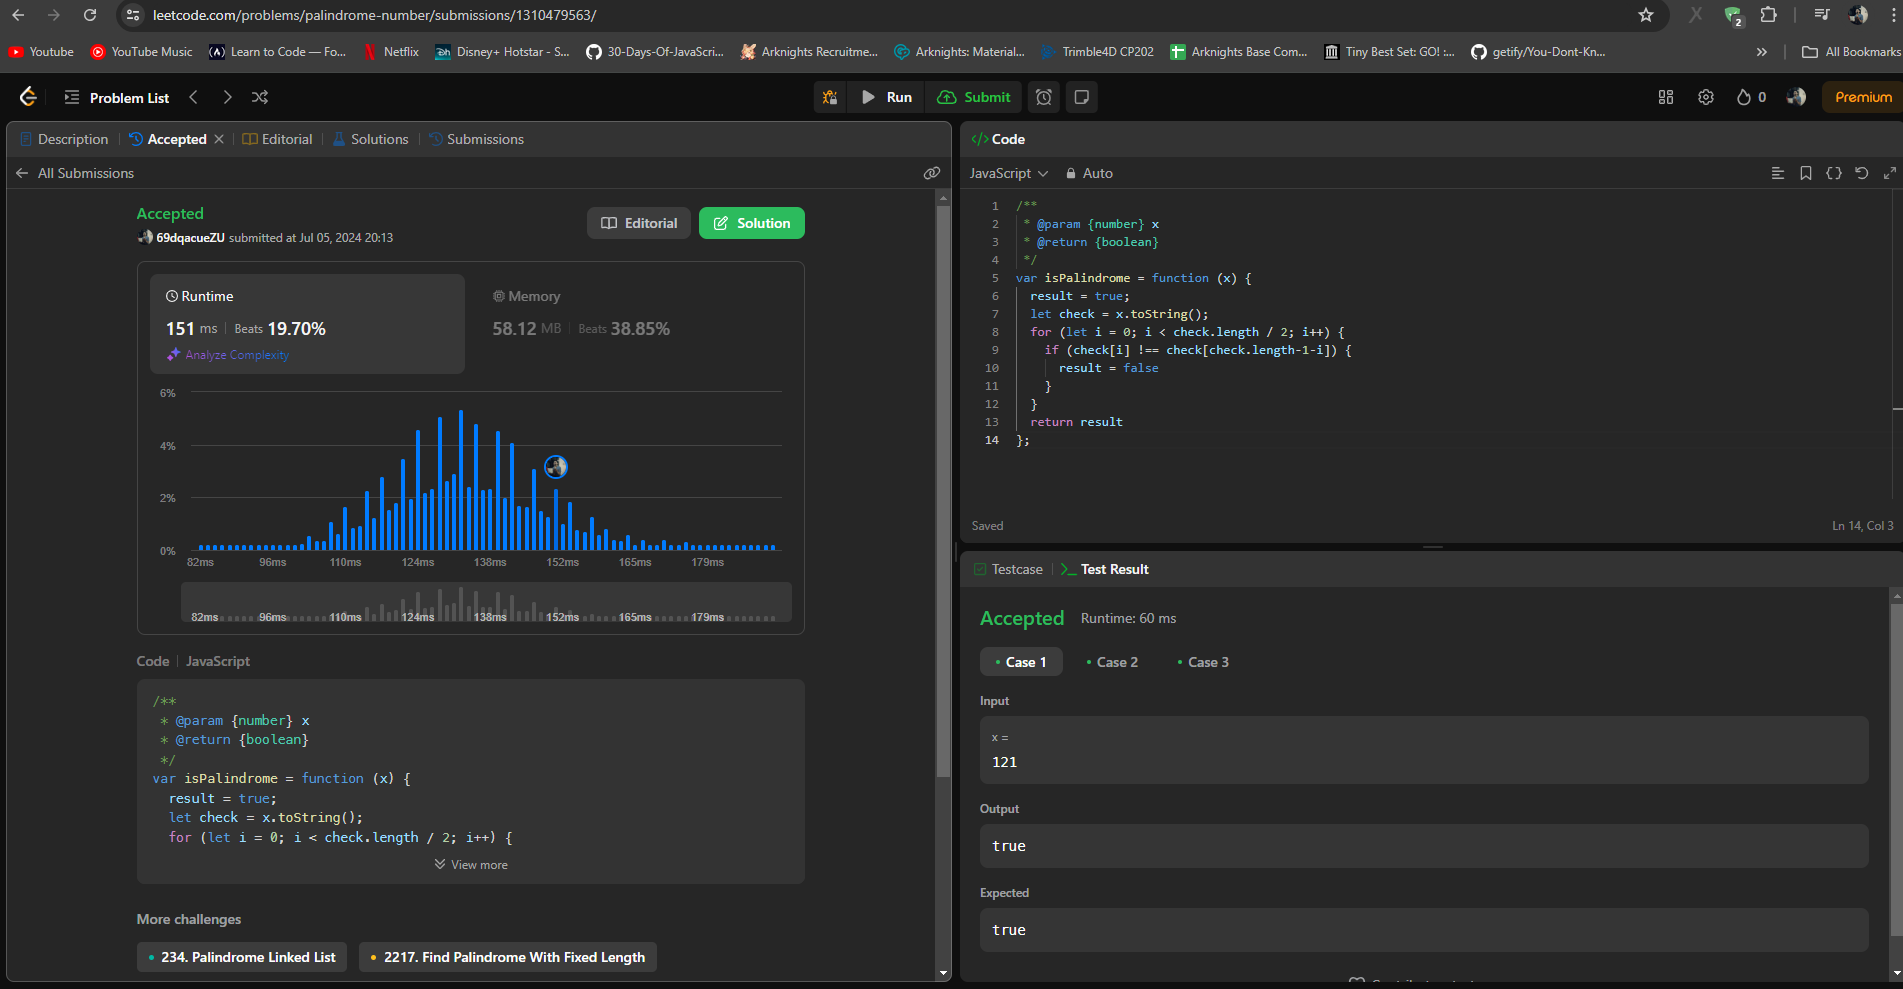 leetcode.com/problems/palindrome-number/submissions/1310479563/
2
Youtube
YouTube Music
Learn to Code — Fo...
Netflix
Disney+ Hotstar - S...
30-Days-Of-JavaScri...
Arknights Recruitme...
Arknights: Material...
Trimble4D CP202
Arknights Base Com...
Tiny Best Set: GO! :...
getify/You-Dont-Kn...
»
All Bookmarks
Problem List
Run
Submit
0
Premium
Description
Accepted
Editorial
Solutions
Submissions
All Submissions
Accepted
69dqacueZU submitted at Jul 05, 2024 20:13
Editorial
Solution
Runtime
151 ms | Beats 19.70%
Analyze Complexity
Memory
58.12 MB | Beats 38.85%
6%
4%
2%
0%
82ms 96ms 110ms 124ms 138ms 152ms 165ms 179ms
82ms 96ms 110ms 124ms 138ms 152ms 165ms 179ms
Code | JavaScript
/**
 * @param {number} x
 * @return {boolean}
 */
var isPalindrome = function (x) {
  result = true;
  let check = x.toString();
  for (let i = 0; i < check.length / 2; i++) {
View more
More challenges
234. Palindrome Linked List
2217. Find Palindrome With Fixed Length
</> Code
JavaScript
Auto
1 /**
2  * @param {number} x
3  * @return {boolean}
4  */
5 var isPalindrome = function (x) {
6   result = true;
7   let check = x.toString();
8   for (let i = 0; i < check.length / 2; i++) {
9     if (check[i] !== check[check.length-1-i]) {
10       result = false
11     }
12   }
13   return result
14 };
Saved
Ln 14, Col 3
Testcase
Test Result
Accepted
Runtime: 60 ms
Case 1
Case 2
Case 3
Input
x =
121
Output
true
Expected
true